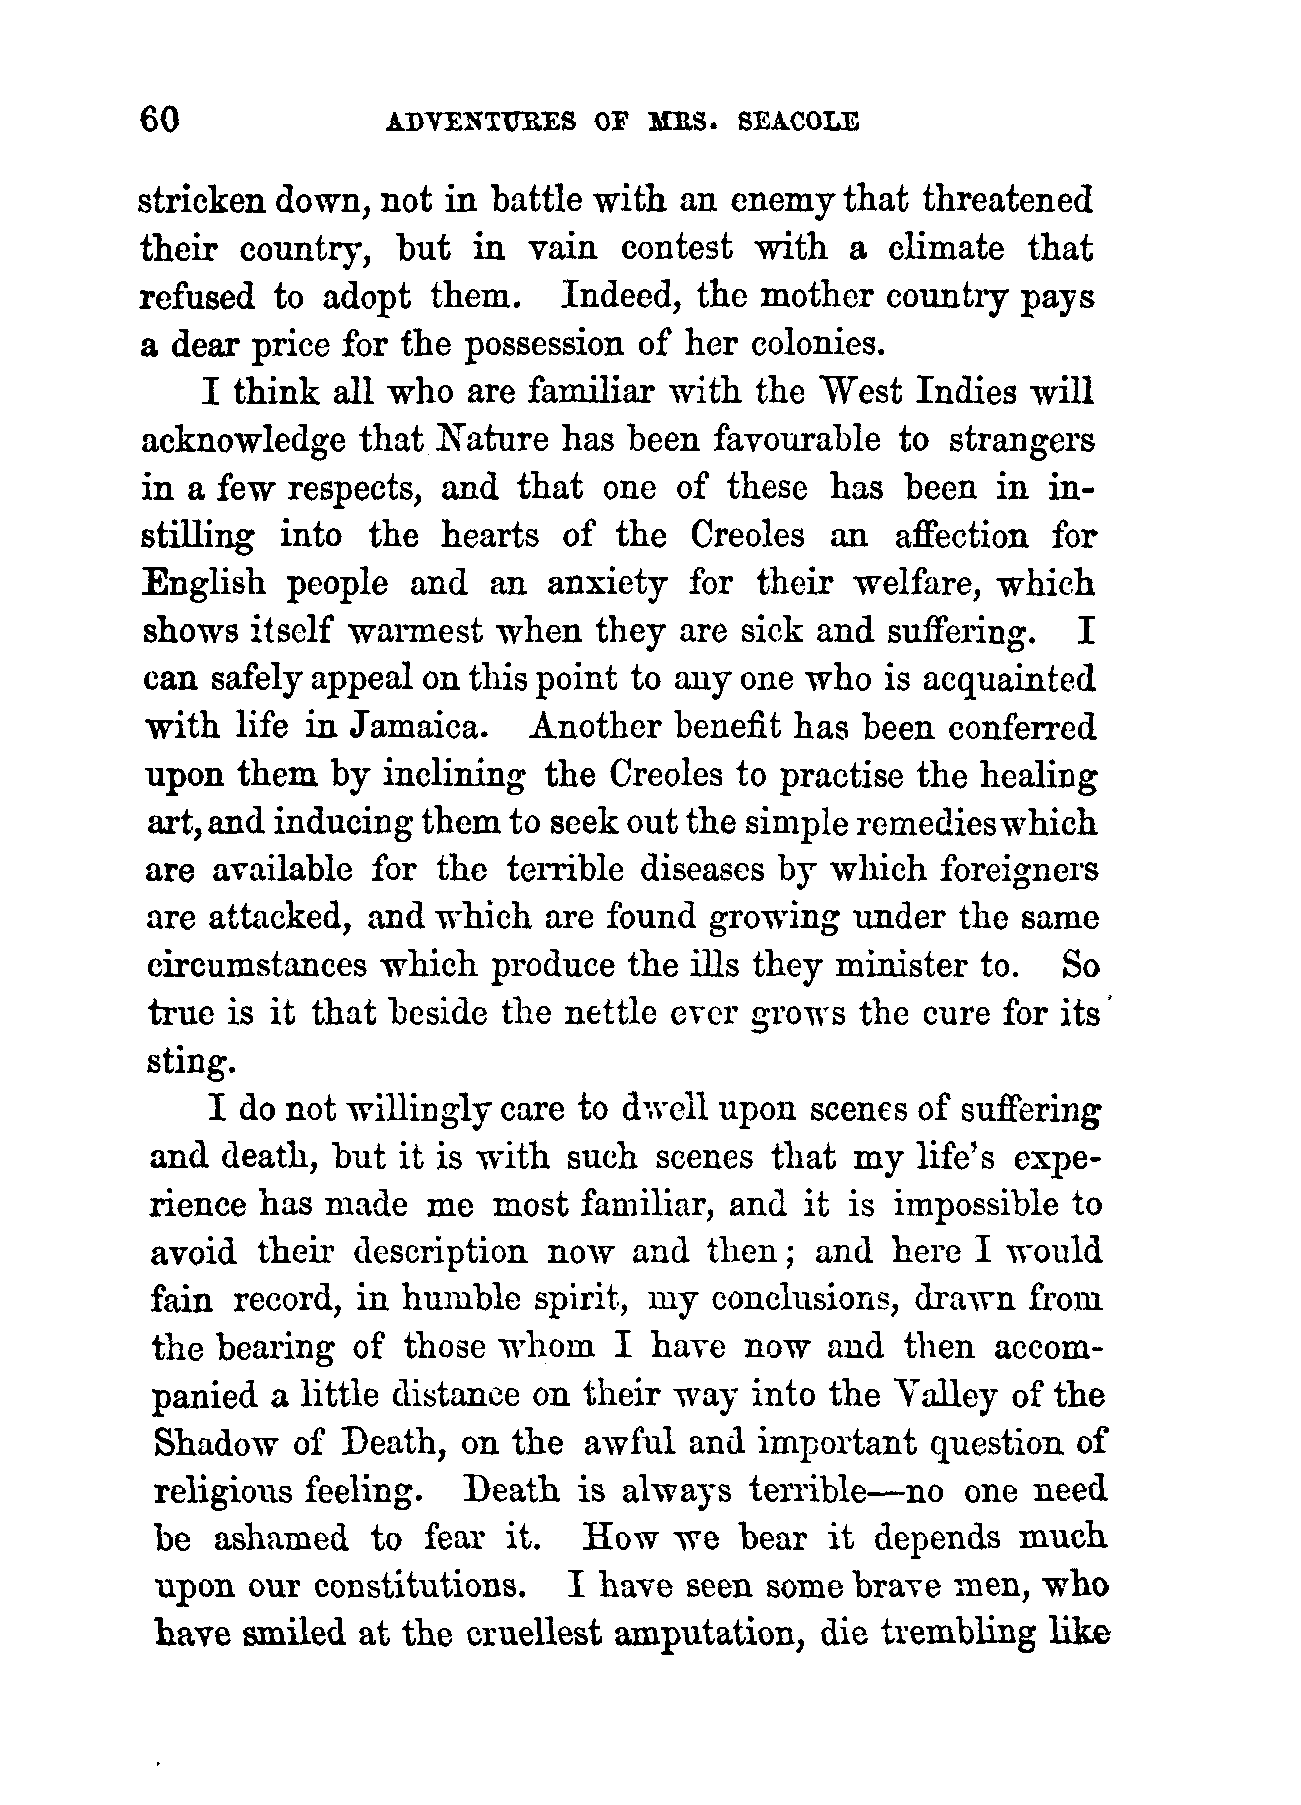 60 ADVENTURES OF MRS. SEACOLE
stricken down, not in battle with an enemy that threatened
their country, but in vain contest with a climate that
refused to adopt them. Indeed, the mother country pays
a dear price for the possession of her colonies.
I think all who are familiar with the West Indies will
acknowledge that Nature has been favourable to strangers
in a few respects, and that one of these has been in in-
stilling into the hearts of the Creoles an affection for
English people and an anxiety for their welfare, which
shows itself warmest when they are sick and suffering. I
can safely appeal on this point to any one who is acquainted
with life in Jamaica. Another benefit has been conferred
upon them by inclining the Creoles to practise the healing
art, and inducing them to seek out the simple remedies which
are available for the terrible diseases by which foreigners
are attacked, and which are found growing under the same
circumstances which produce the ills they minister to. So
true is it that beside the nettle ever grows the cure for its
sting.
I do not willingly care to dwell upon scenes of suffering
and death, but it is with such scenes that my life's expe-
rience has made me most familiar, and it is impossible to
avoid their description now and then; and here I would
fain record, in humble spirit, my conclusions, drawn from
the bearing of those whom I have now and then accom-
panied a little distance on their way into the Valley of the
Shadow of Death, on the awful and important question of
religious feeling. Death is always terrible—no one need
be ashamed to fear it. How we bear it depends much
upon our constitutions. I have seen some brave men, who
have smiled at the cruellest amputation, die trembling like